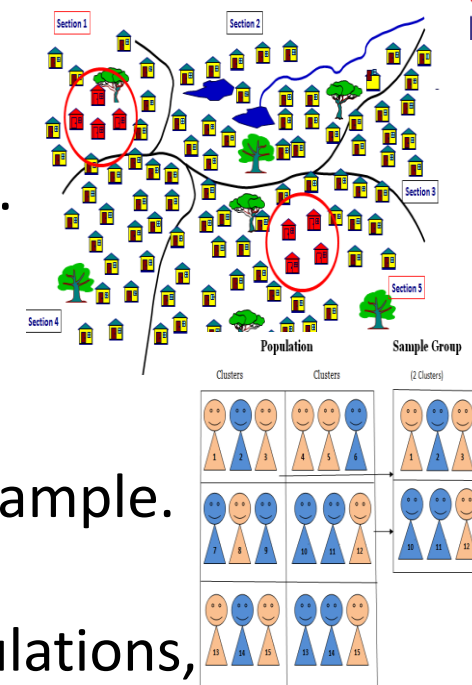 Section 1
Section 2
.
Section 3
Section 5
Section 4
Population
Sample Group
Clusters
Clusters
(2 Clusters)
1 2 3
4 5 6
1 2 3
ample.
7 8 9
10 11 12
10 11 12
13 14 15
13 14 15
ulations,